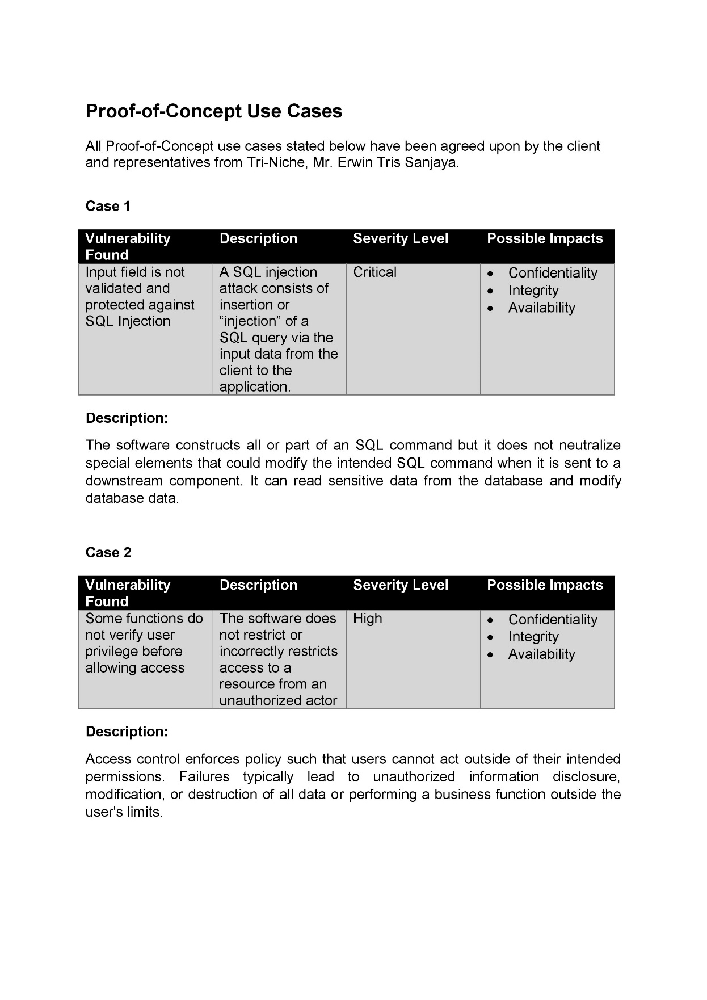 Proof-of-Concept Use Cases
All Proof-of-Concept use cases stated below have been agreed upon by the client
and representatives from Tri-Niche, Mr. Erwin Tris Sanjaya.
Case 1
Vulnerability
Found
Description
Severity Level
Possible Impacts
Input field is not
validated and
protected against
SQL Injection
A SQL injection
attack consists of
insertion or
“injection” of a
SQL query via the
input data from the
client to the
application.
Critical
• Confidentiality
• Integrity
• Availability
Description:
The software constructs all or part of an SQL command but it does not neutralize
special elements that could modify the intended SQL command when it is sent to a
downstream component. It can read sensitive data from the database and modify
database data.
Case 2
Vulnerability
Found
Description
Severity Level
Possible Impacts
Some functions do
not verify user
privilege before
allowing access
The software does
not restrict or
incorrectly restricts
access to a
resource from an
unauthorized actor
High
• Confidentiality
• Integrity
• Availability
Description:
Access control enforces policy such that users cannot act outside of their intended
permissions. Failures typically lead to unauthorized information disclosure,
modification, or destruction of all data or performing a business function outside the
user's limits.